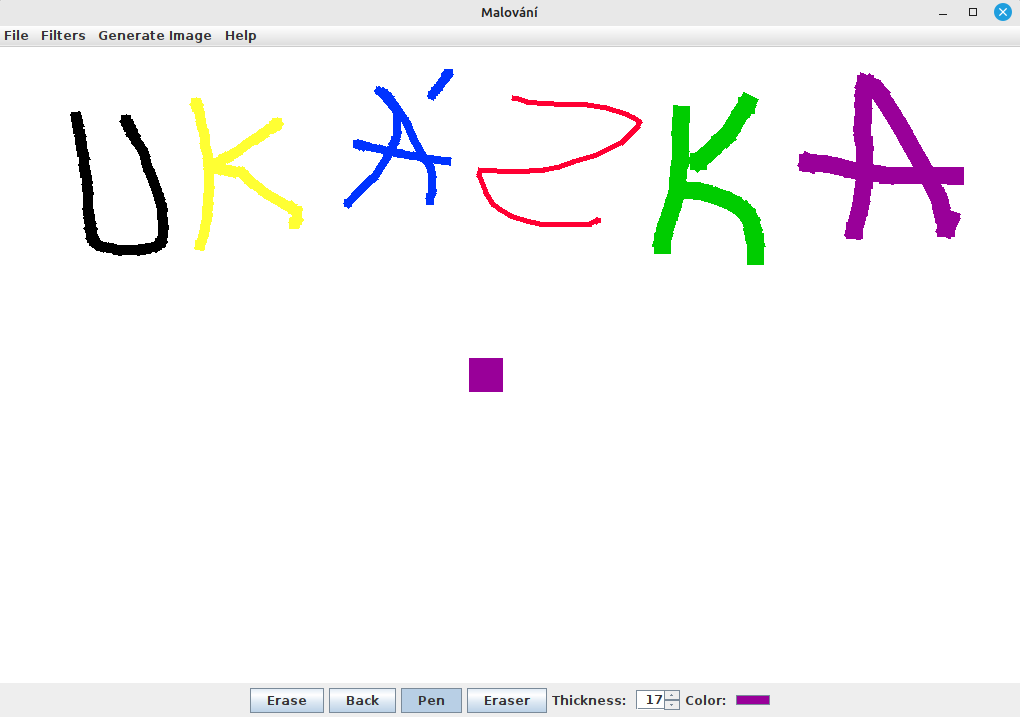 Malování
File Filters Generate Image Help
UKÁZKA
Erase Back Pen Eraser Thickness: 17 Color: